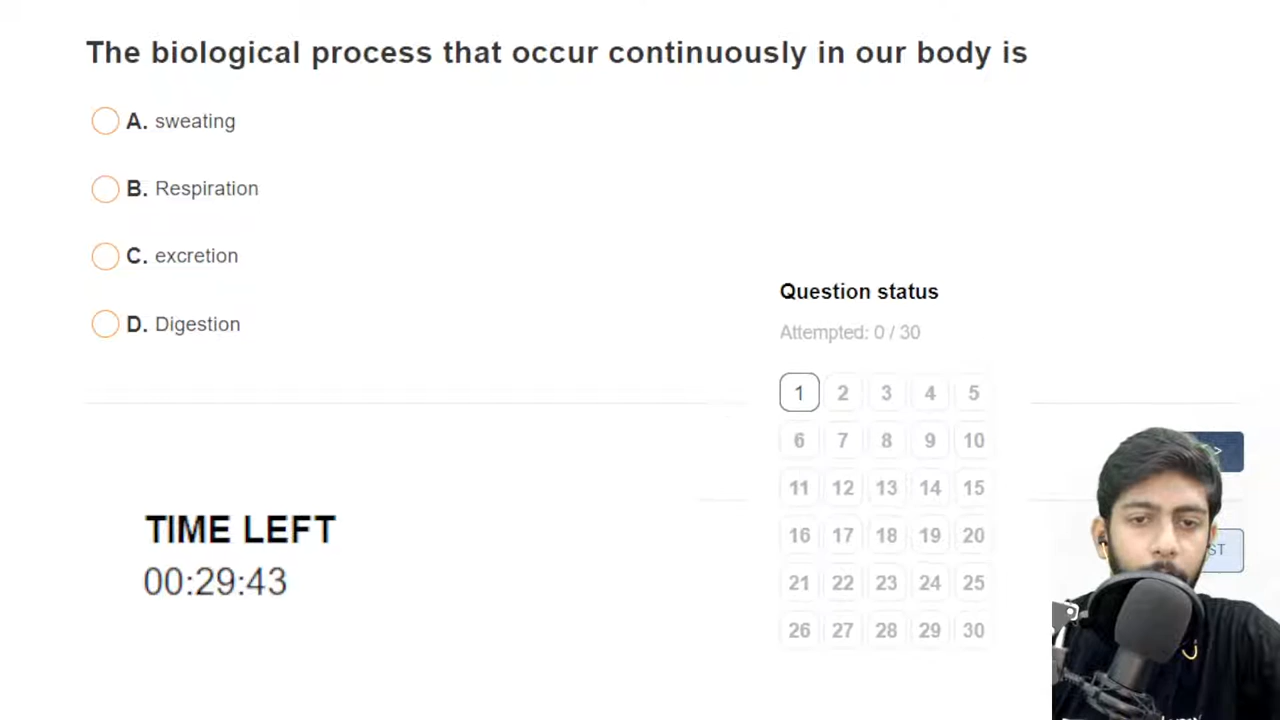 The biological process that occur continuously in our body is
A. sweating
B. Respiration
C. excretion
D. Digestion
Question status
Attempted: 0 / 30
1 2 3 4 5
6 7 8 9 10
11 12 13 14 15
16 17 18 19 20
21 22 23 24 25
26 27 28 29 30
TIME LEFT
00:29:43
>
ST